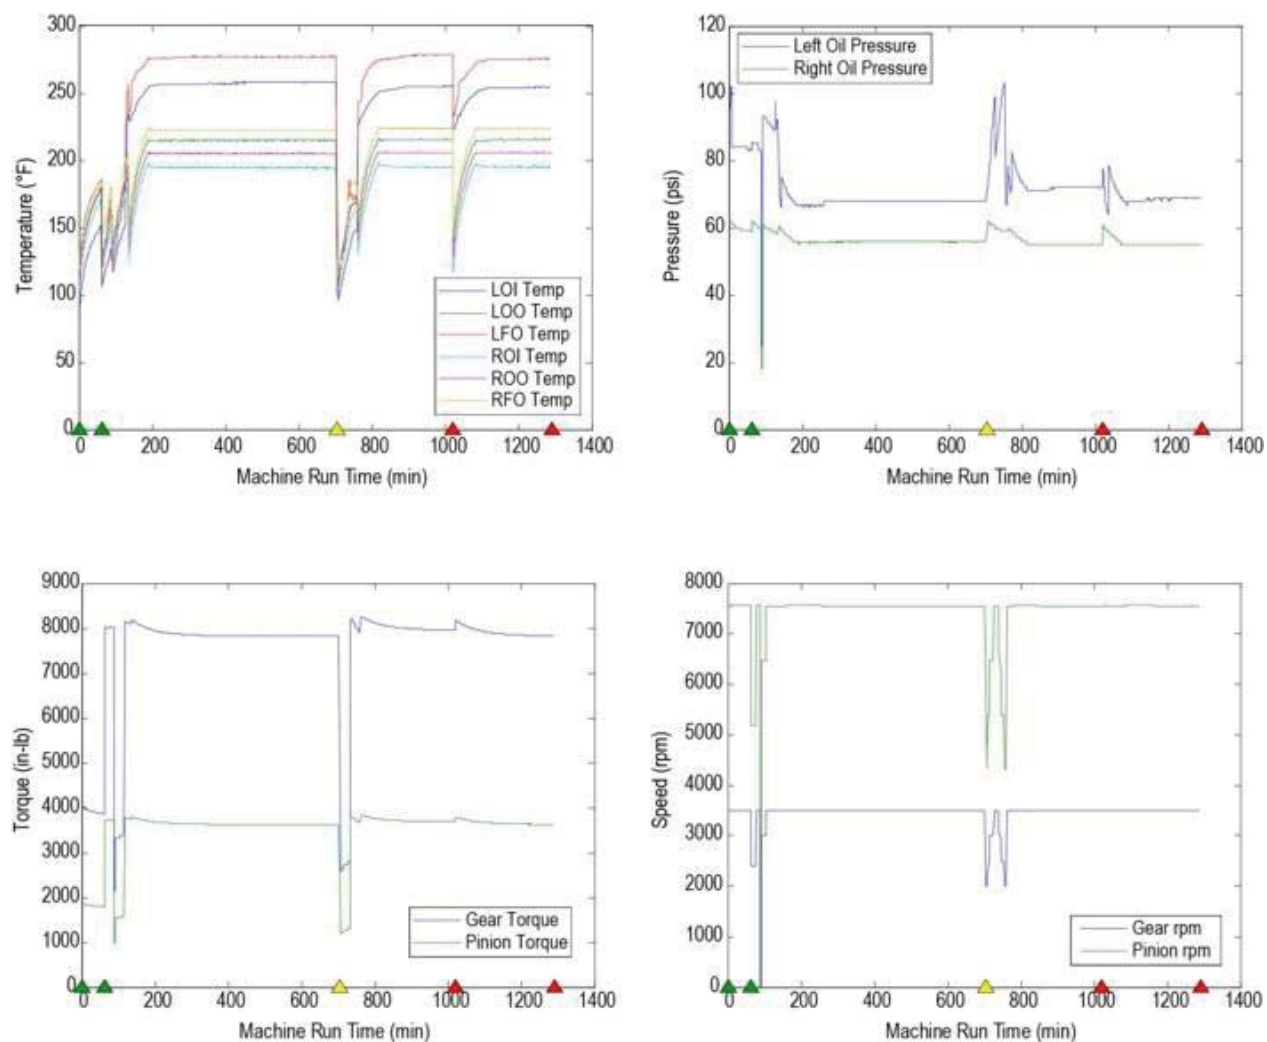 300
250
200
150
100
50
0
Temperature (°F)
LOI Temp
LOO Temp
LFO Temp
ROI Temp
ROO Temp
RFO Temp
0 200 400 600 800 1000 1200 1400
Machine Run Time (min)
120
100
80
60
40
20
0
Pressure (psi)
Left Oil Pressure
Right Oil Pressure
0 200 400 600 800 1000 1200 1400
Machine Run Time (min)
9000
8000
7000
6000
5000
4000
3000
2000
1000
0
Torque (in-lb)
Gear Torque
Pinion Torque
0 200 400 600 800 1000 1200 1400
Machine Run Time (min)
8000
7000
6000
5000
4000
3000
2000
1000
0
Speed (rpm)
Gear rpm
Pinion rpm
0 200 400 600 800 1000 1200 1400
Machine Run Time (min)